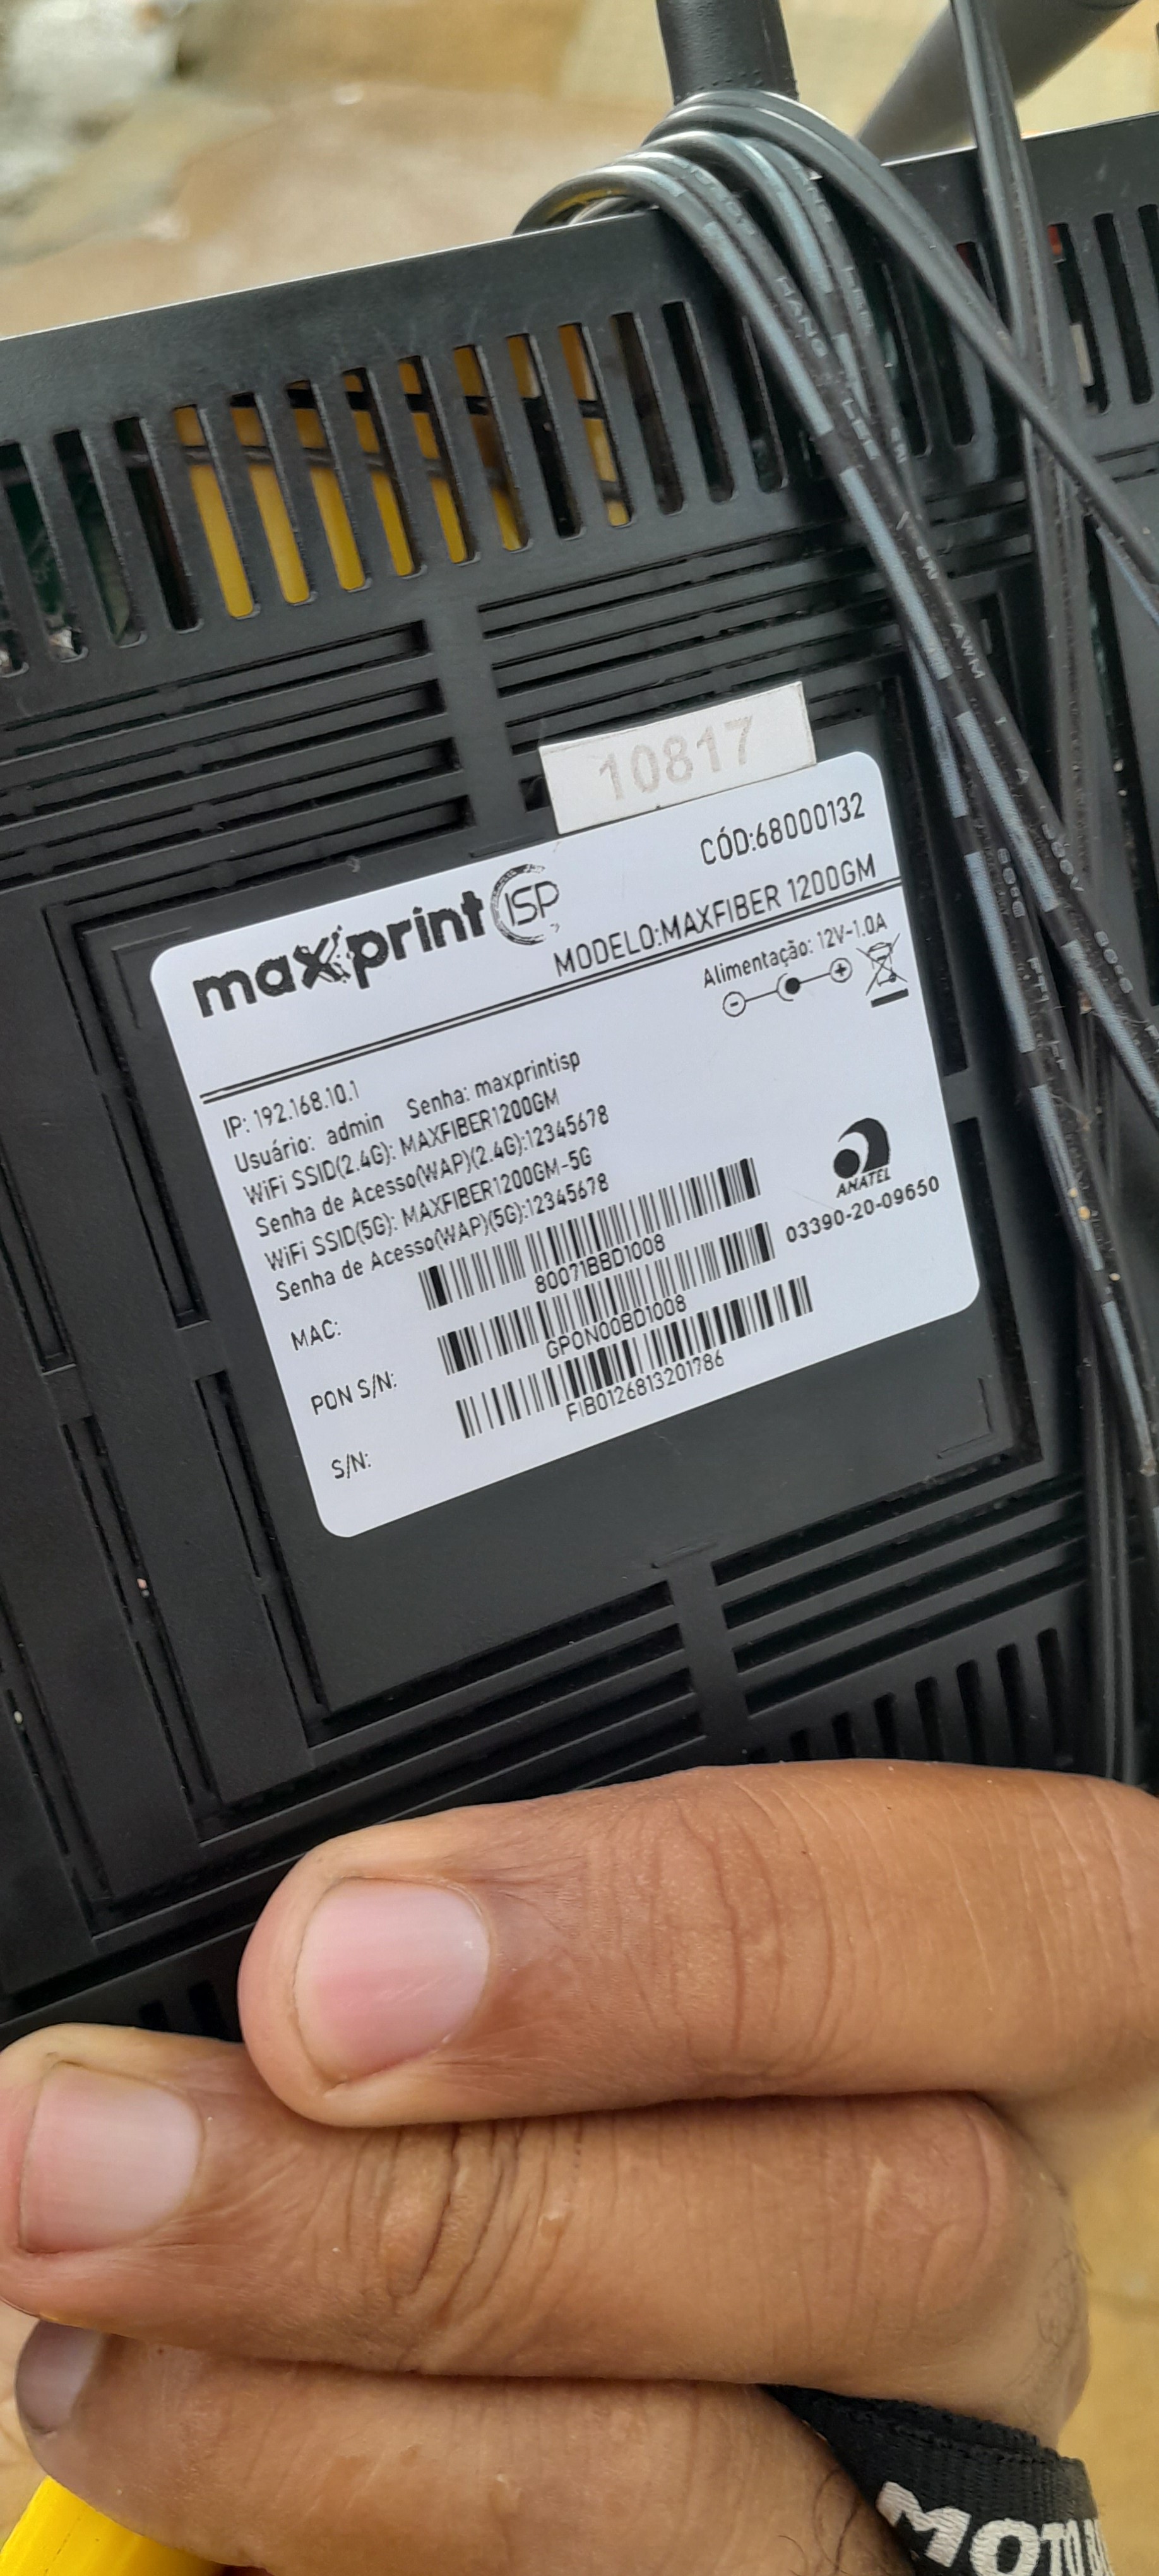 10817
maxprint ISP
CÓD:68000132
MODELO:MAXFIBER 1200GM
Alimentação: 12V-1.0A
IP: 192.168.10.1
Usuário: admin Senha: maxprintisp
WiFi SSID(2.4G): MAXFIBER1200GM
Senha de Acesso(WAP)(2.4G):12345678
WiFi SSID(5G): MAXFIBER1200GM-5G
Senha de Acesso(WAP)(5G):12345678
ANATEL
03390-20-09650
MAC:
80071BBD1008
PON S/N:
GPON00BD1008
S/N:
FIB0126813201786
MOTO